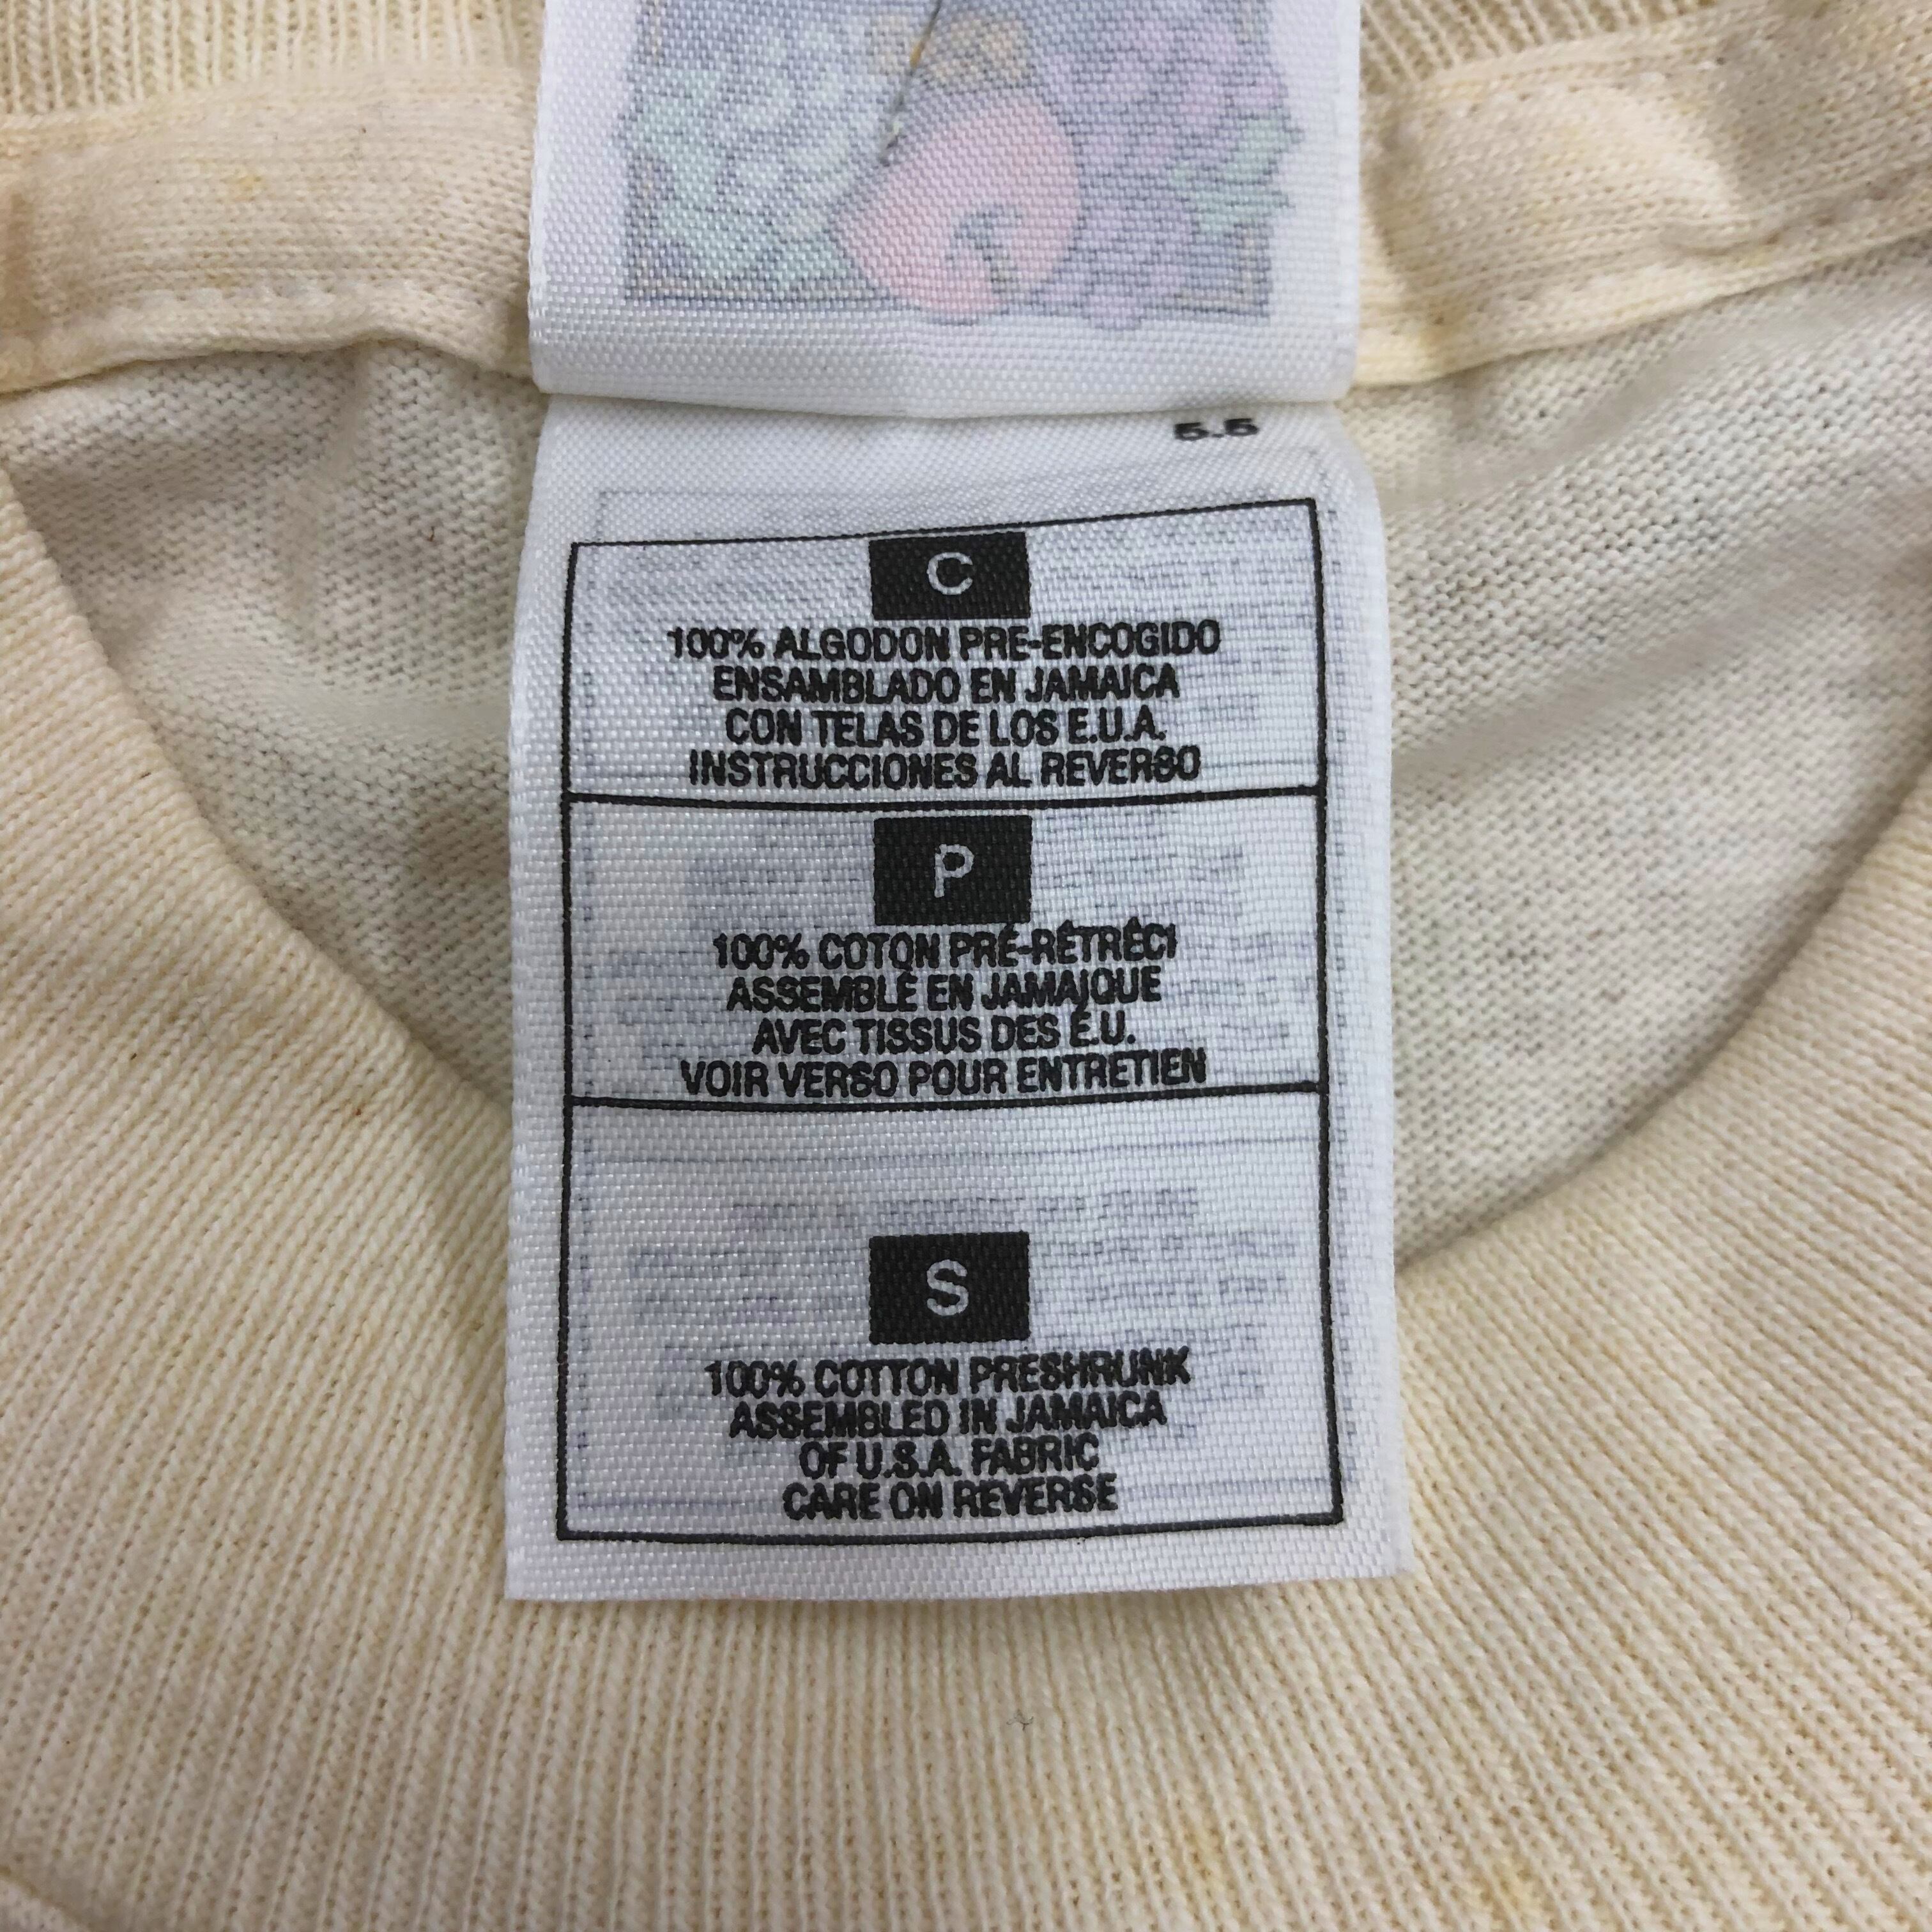 5.5
C
100% ALGODON PRE-ENCOGIDO
ENSAMBLADO EN JAMAICA
CON TELAS DE LOS E.U.A.
INSTRUCCIONES AL REVERSO
P
100% COTON PRÉ-RÉTRÉCI
ASSEMBLÉ EN JAMAIQUE
AVEC TISSUS DES É.U.
VOIR VERSO POUR ENTRETIEN
S
100% COTTON PRESHRUNK
ASSEMBLED IN JAMAICA
OF U.S.A. FABRIC
CARE ON REVERSE